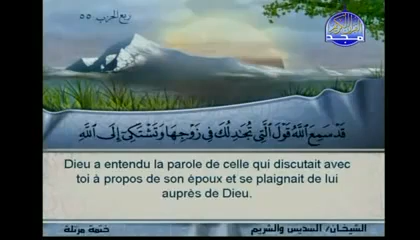 ربع الحزب ٥٥
المجد
قَدْ سَمِعَ اللَّهُ قَوْلَ الَّتِي تُجَادِلُكَ فِي زَوْجِهَا وَتَشْتَكِي إِلَى اللَّهِ
Dieu a entendu la parole de celle qui discutait avec
toi à propos de son époux et se plaignait de lui
auprès de Dieu.
الشيخان/ السديس والشريم
ختمة مرتلة